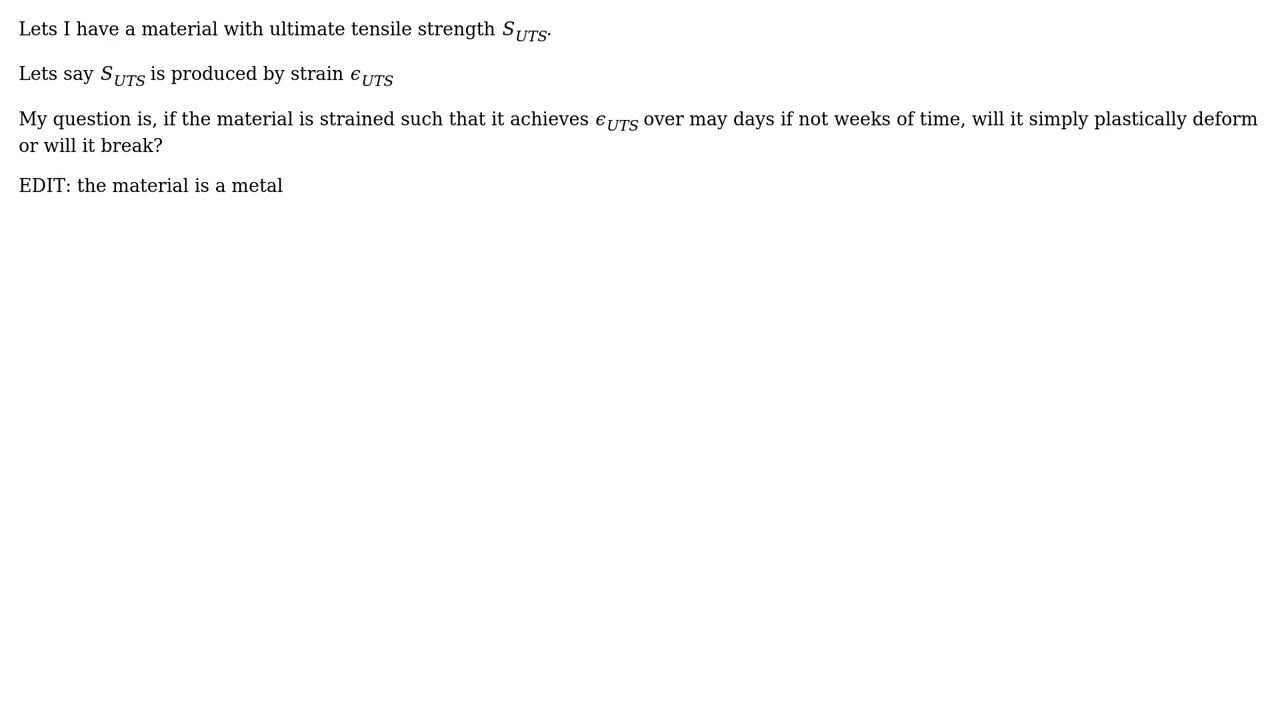 Lets I have a material with ultimate tensile strength S_UTS.
Lets say S_UTS is produced by strain ϵ_UTS
My question is, if the material is strained such that it achieves ϵ_UTS over may days if not weeks of time, will it simply plastically deform
or will it break?
EDIT: the material is a metal